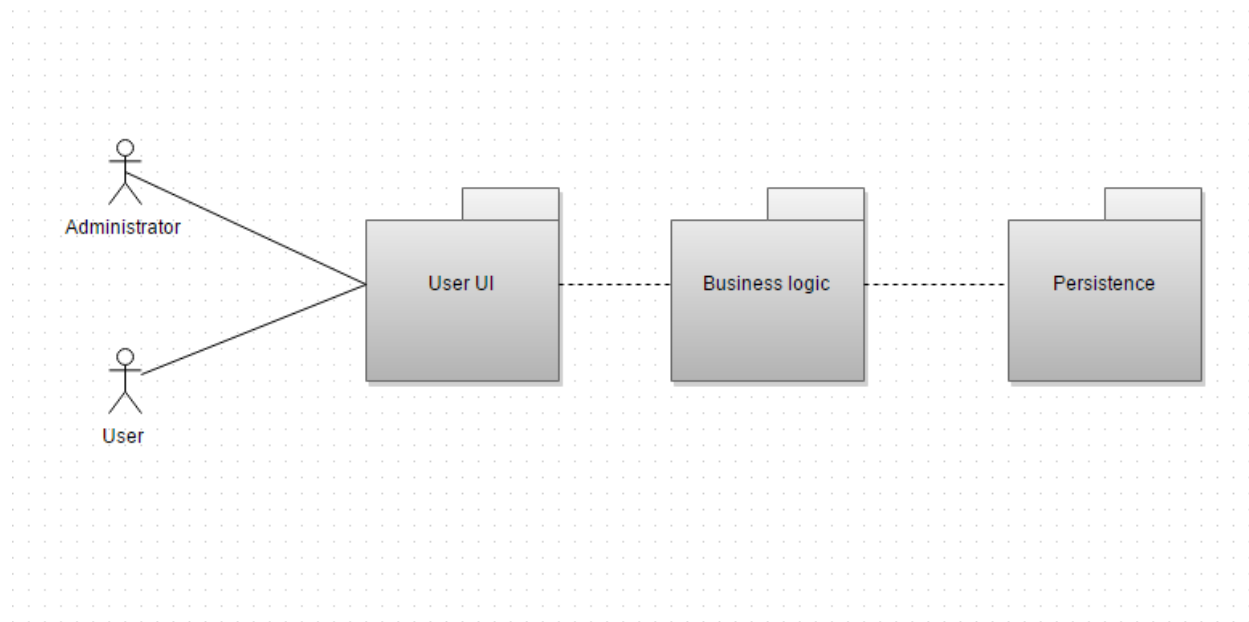 Administrator
User UI
Business logic
Persistence
User